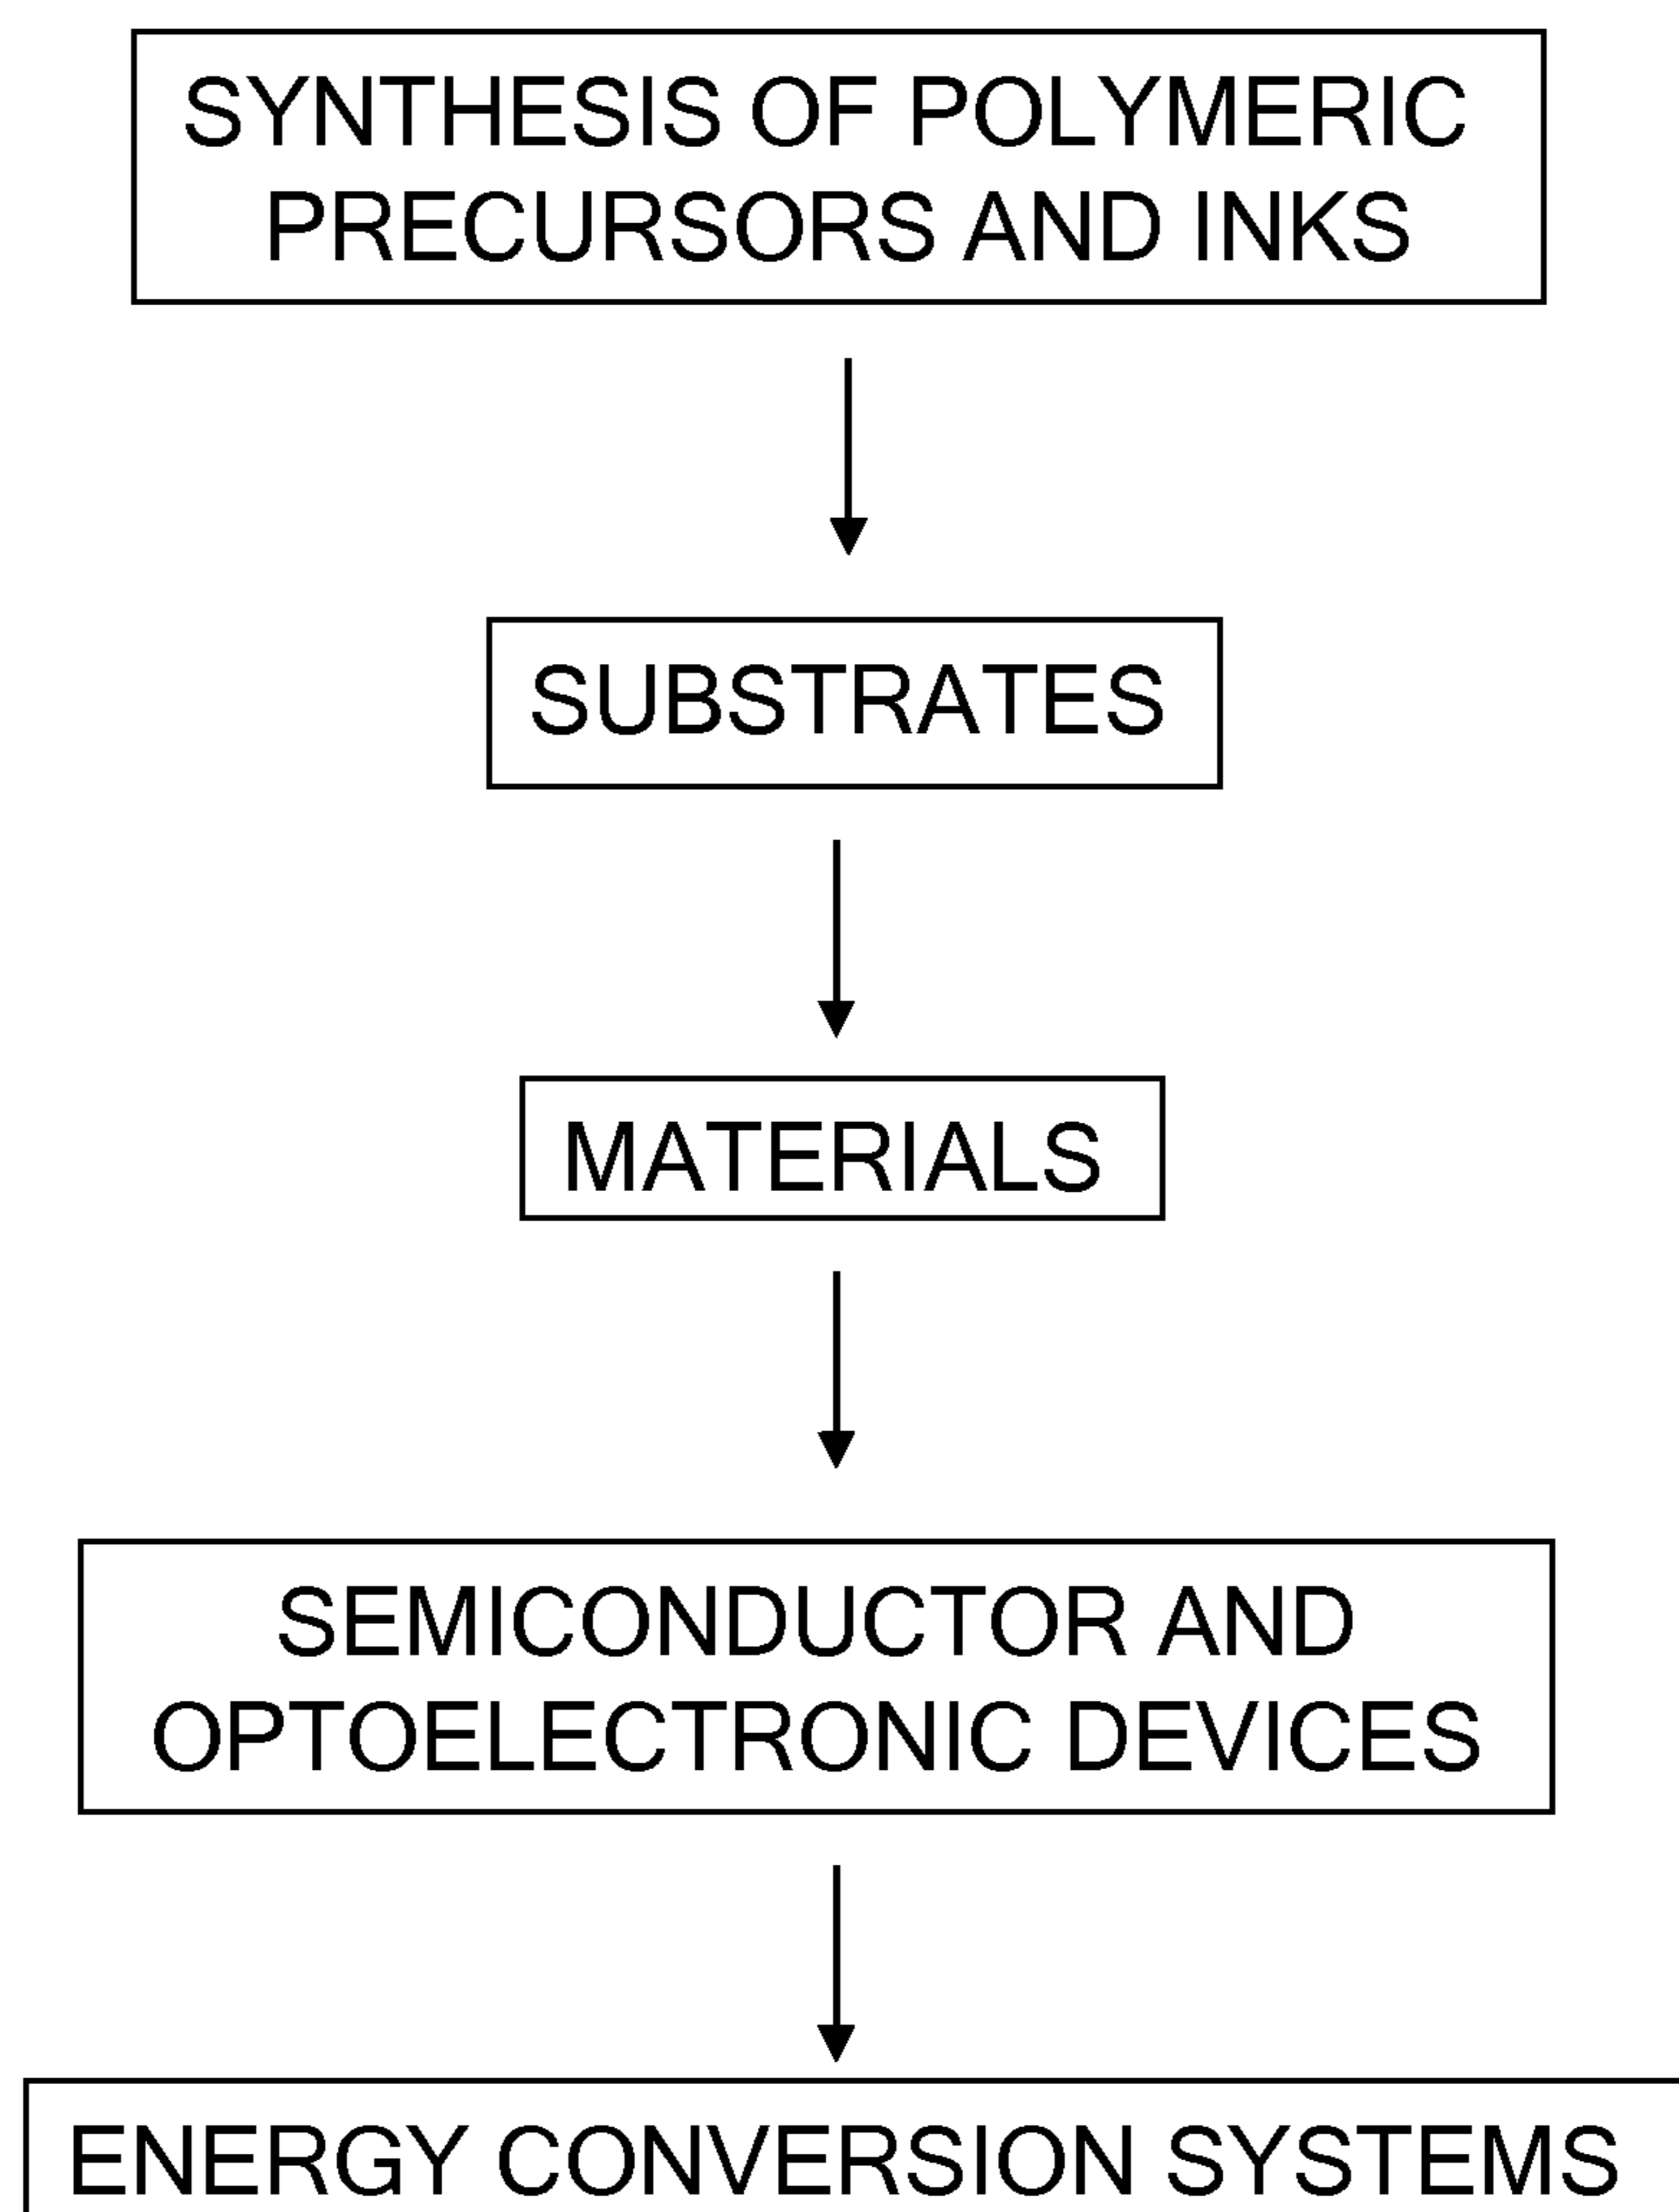 SYNTHESIS OF POLYMERIC
PRECURSORS AND INKS
SUBSTRATES
MATERIALS
SEMICONDUCTOR AND
OPTOELECTRONIC DEVICES
ENERGY CONVERSION SYSTEMS